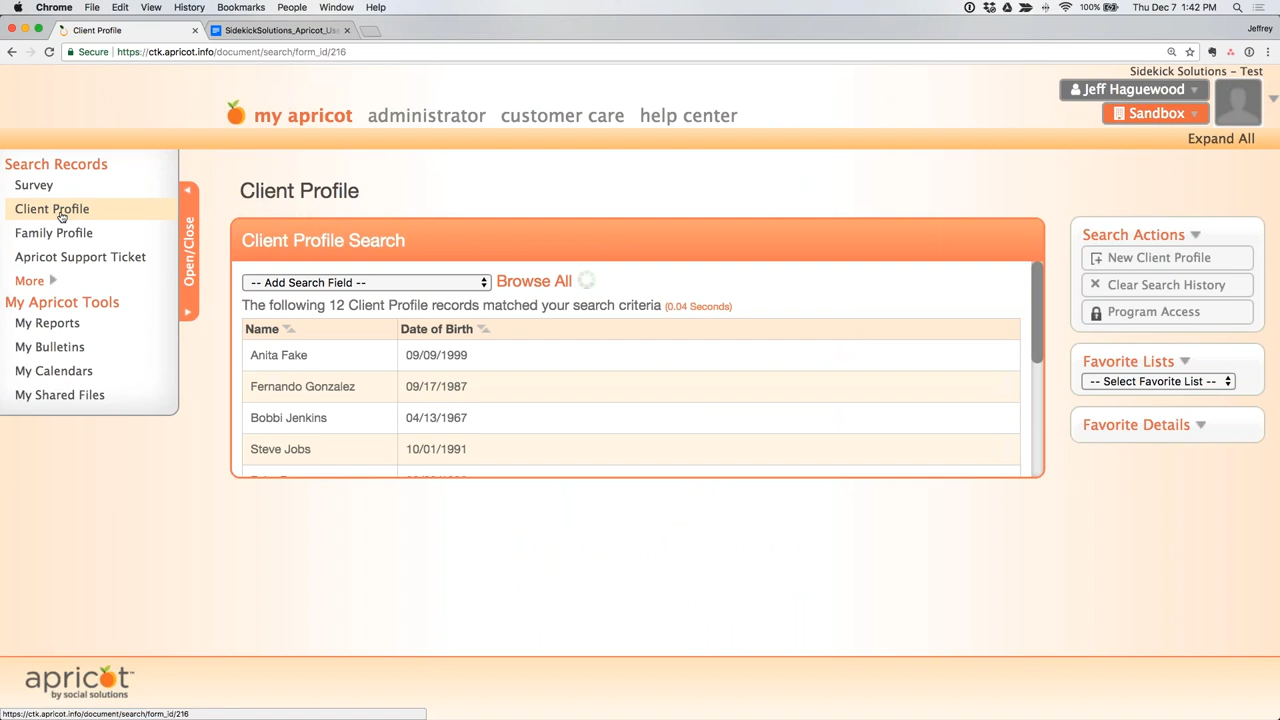 Chrome File Edit View History Bookmarks People Window Help 100% Thu Dec 7 1:42 PM
Client Profile × SidekickSolutions_Apricot_Use × Jeffrey
Secure https://ctk.apricot.info/document/search/form_id/216
Sidekick Solutions - Test
Jeff Haguewood
Sandbox
my apricot administrator customer care help center
Expand All
Search Records
Survey
Client Profile
Family Profile
Apricot Support Ticket
More
My Apricot Tools
My Reports
My Bulletins
My Calendars
My Shared Files
Open/Close
Client Profile
Client Profile Search
-- Add Search Field -- Browse All
The following 12 Client Profile records matched your search criteria (0.04 Seconds)
Name Date of Birth
Anita Fake 09/09/1999
Fernando Gonzalez 09/17/1987
Bobbi Jenkins 04/13/1967
Steve Jobs 10/01/1991
Search Actions
New Client Profile
Clear Search History
Program Access
Favorite Lists
-- Select Favorite List --
Favorite Details
apricot
by social solutions
https://ctk.apricot.info/document/search/form_id/216